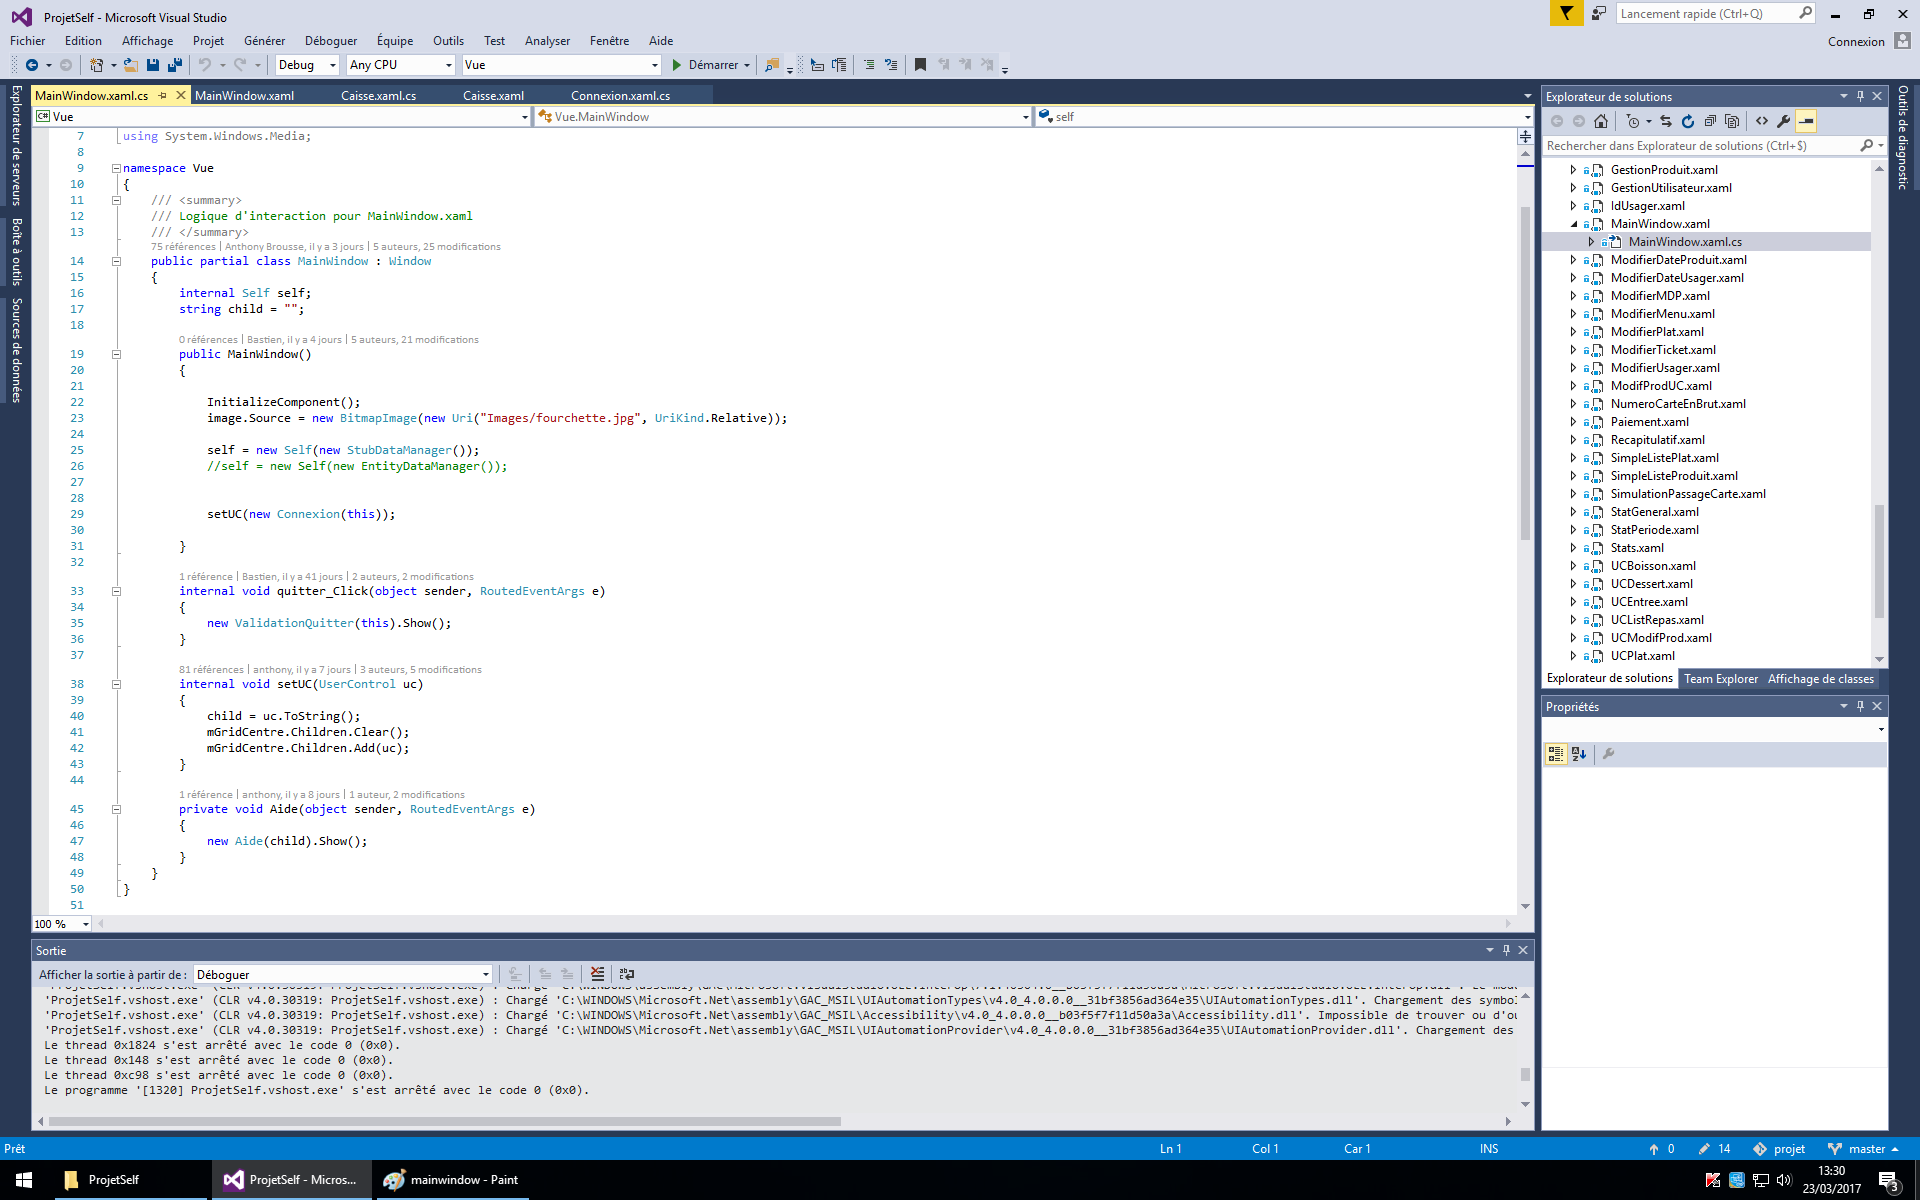 ProjetSelf - Microsoft Visual Studio
Lancement rapide (Ctrl+Q)
Fichier Edition Affichage Projet Générer Déboguer Équipe Outils Test Analyser Fenêtre Aide
Connexion
Debug Any CPU Vue Démarrer
Explorateur de serveurs
Boîte à outils
Sources de données
MainWindow.xaml.cs MainWindow.xaml Caisse.xaml.cs Caisse.xaml Connexion.xaml.cs
C# Vue Vue.MainWindow self
7 using System.Windows.Media;
8
9 namespace Vue
10 {
11 /// <summary>
12 /// Logique d'interaction pour MainWindow.xaml
13 /// </summary>
75 références | Anthony Brousse, il y a 3 jours | 5 auteurs, 25 modifications
14 public partial class MainWindow : Window
15 {
16 internal Self self;
17 string child = "";
18
0 références | Bastien, il y a 4 jours | 5 auteurs, 21 modifications
19 public MainWindow()
20 {
21
22 InitializeComponent();
23 image.Source = new BitmapImage(new Uri("Images/fourchette.jpg", UriKind.Relative));
24
25 self = new Self(new StubDataManager());
26 //self = new Self(new EntityDataManager());
27
28
29 setUC(new Connexion(this));
30
31 }
32
1 référence | Bastien, il y a 41 jours | 2 auteurs, 2 modifications
33 internal void quitter_Click(object sender, RoutedEventArgs e)
34 {
35 new ValidationQuitter(this).Show();
36 }
37
81 références | anthony, il y a 7 jours | 3 auteurs, 5 modifications
38 internal void setUC(UserControl uc)
39 {
40 child = uc.ToString();
41 mGridCentre.Children.Clear();
42 mGridCentre.Children.Add(uc);
43 }
44
1 référence | anthony, il y a 8 jours | 1 auteur, 2 modifications
45 private void Aide(object sender, RoutedEventArgs e)
46 {
47 new Aide(child).Show();
48 }
49 }
50 }
51
100 %
Explorateur de solutions
Rechercher dans Explorateur de solutions (Ctrl+$)
GestionProduit.xaml
GestionUtilisateur.xaml
IdUsager.xaml
MainWindow.xaml
MainWindow.xaml.cs
ModifierDateProduit.xaml
ModifierDateUsager.xaml
ModifierMDP.xaml
ModifierMenu.xaml
ModifierPlat.xaml
ModifierTicket.xaml
ModifierUsager.xaml
ModifProdUC.xaml
NumeroCarteEnBrut.xaml
Paiement.xaml
Recapitulatif.xaml
SimpleListePlat.xaml
SimpleListeProduit.xaml
SimulationPassageCarte.xaml
StatGeneral.xaml
StatPeriode.xaml
Stats.xaml
UCBoisson.xaml
UCDessert.xaml
UCEntree.xaml
UCListRepas.xaml
UCModifProd.xaml
UCPlat.xaml
Explorateur de solutions Team Explorer Affichage de classes
Propriétés
Outils de diagnostic
Sortie
Afficher la sortie à partir de : Déboguer
'ProjetSelf.vshost.exe' (CLR v4.0.30319: ProjetSelf.vshost.exe) : Chargé 'C:\WINDOWS\Microsoft.Net\assembly\GAC_MSIL\UIAutomationTypes\v4.0_4.0.0.0__31bf3856ad364e35\UIAutomationTypes.dll'. Chargement des symbol
'ProjetSelf.vshost.exe' (CLR v4.0.30319: ProjetSelf.vshost.exe) : Chargé 'C:\WINDOWS\Microsoft.Net\assembly\GAC_MSIL\Accessibility\v4.0_4.0.0.0__b03f5f7f11d50a3a\Accessibility.dll'. Impossible de trouver ou d'ou
'ProjetSelf.vshost.exe' (CLR v4.0.30319: ProjetSelf.vshost.exe) : Chargé 'C:\WINDOWS\Microsoft.Net\assembly\GAC_MSIL\UIAutomationProvider\v4.0_4.0.0.0__31bf3856ad364e35\UIAutomationProvider.dll'. Chargement des
Le thread 0x1824 s'est arrêté avec le code 0 (0x0).
Le thread 0x148 s'est arrêté avec le code 0 (0x0).
Le thread 0xc98 s'est arrêté avec le code 0 (0x0).
Le programme '[1320] ProjetSelf.vshost.exe' s'est arrêté avec le code 0 (0x0).
Prêt Ln 1 Col 1 Car 1 INS 0 14 projet master
ProjetSelf ProjetSelf - Micros... mainwindow - Paint
13:30
23/03/2017
3